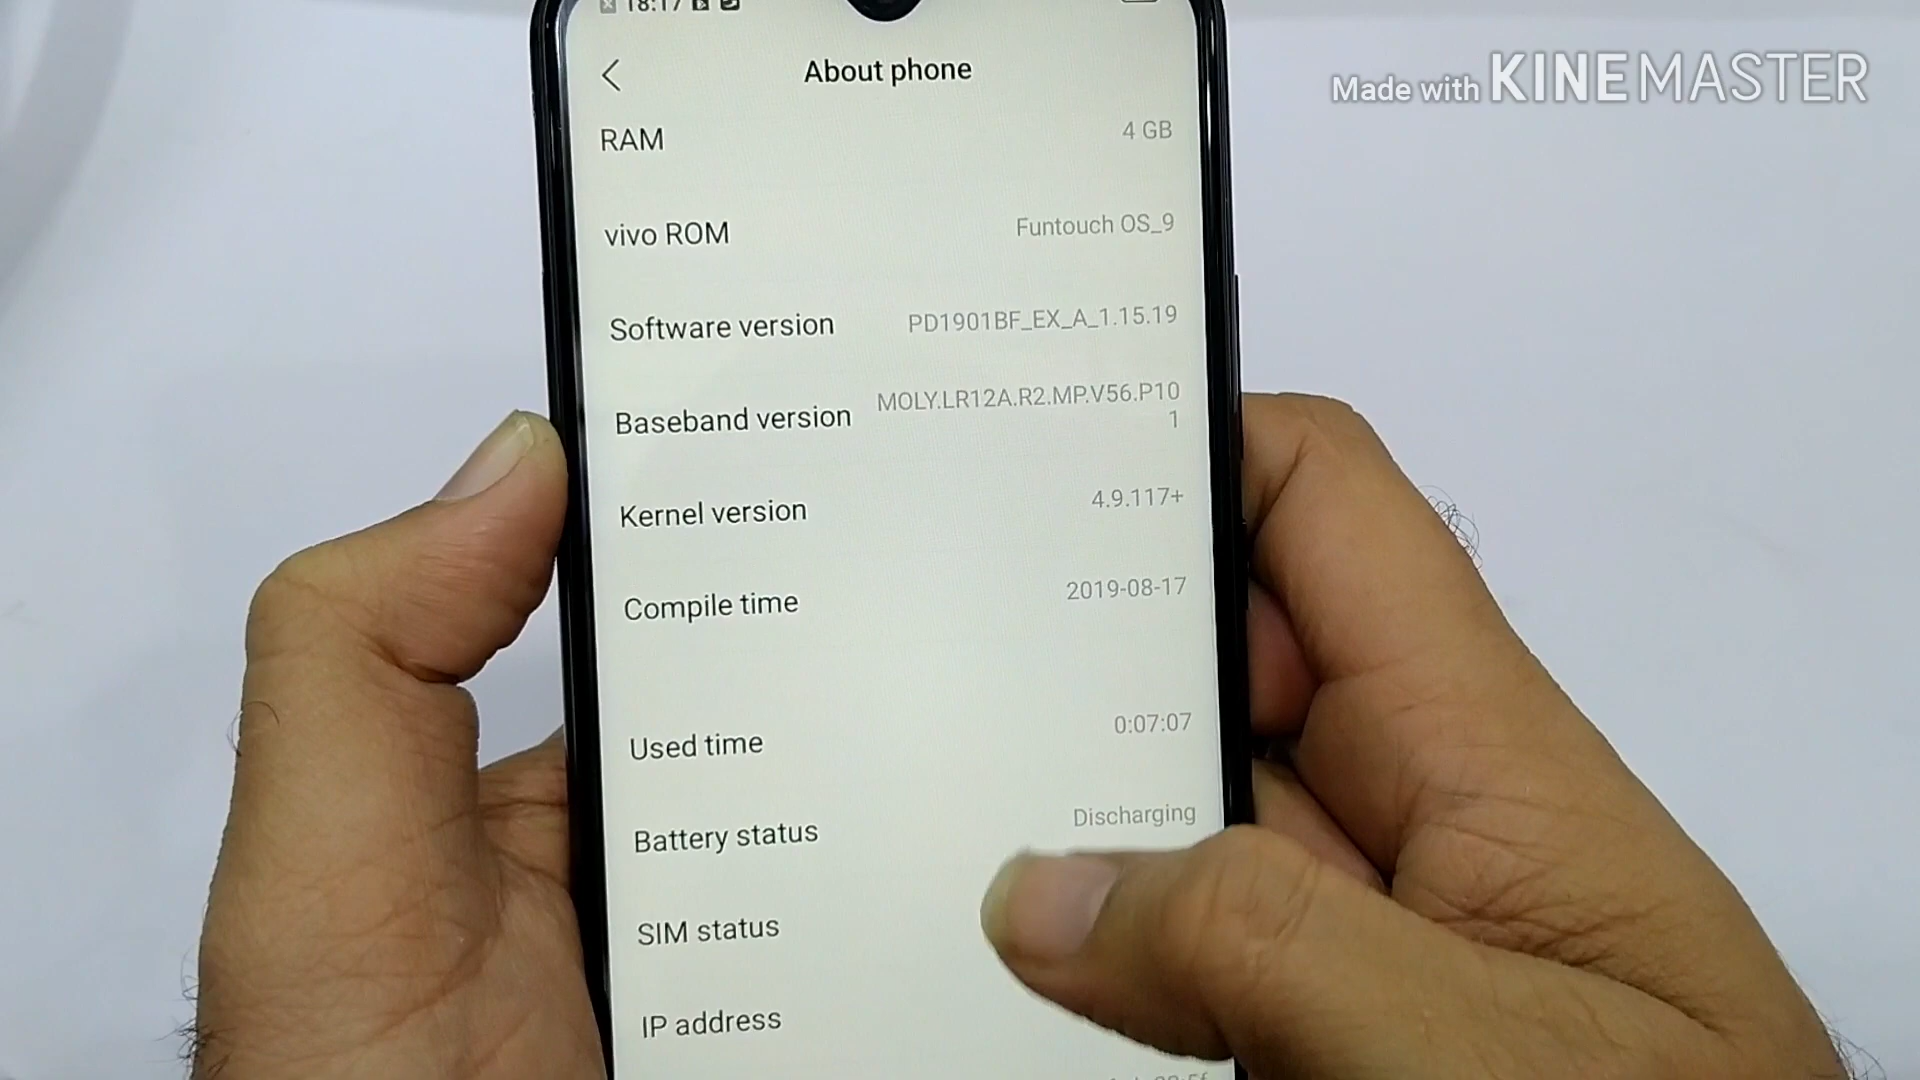 18:17
Made with KINEMASTER
About phone
RAM 4 GB
vivo ROM Funtouch OS_9
Software version PD1901BF_EX_A_1.15.19
Baseband version MOLY.LR12A.R2.MP.V56.P10
1
Kernel version 4.9.117+
Compile time 2019-08-17
Used time 0:07:07
Battery status Discharging
SIM status
IP address